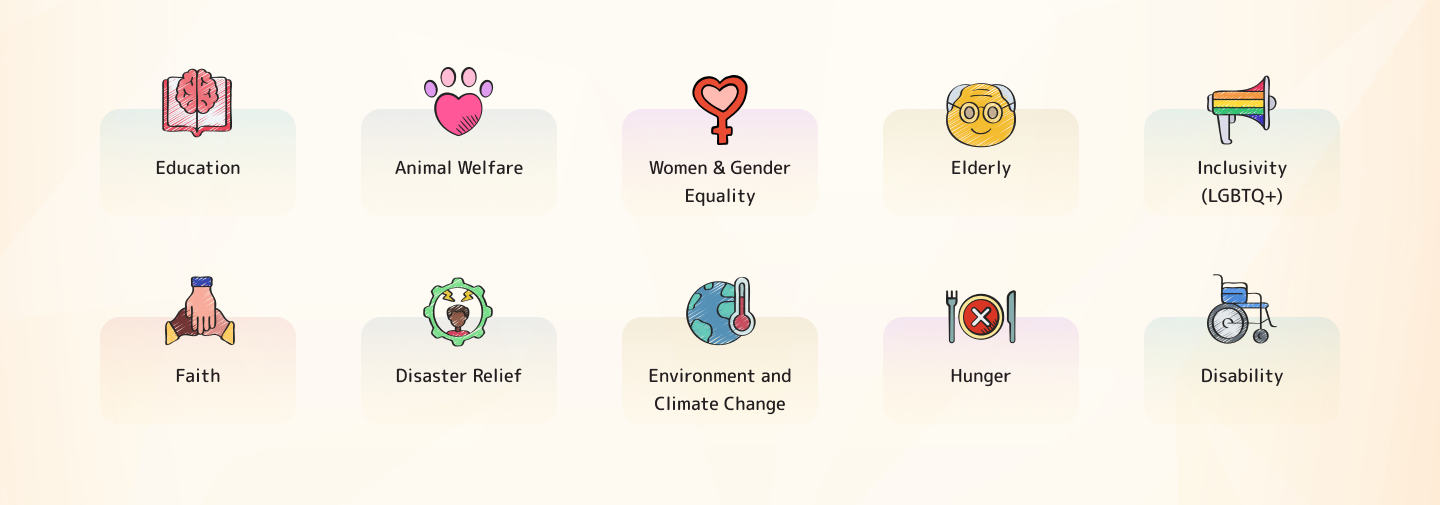 Education
Animal Welfare
Women & Gender
Equality
Elderly
Inclusivity
(LGBTQ+)
Faith
Disaster Relief
Environment and
Climate Change
Hunger
Disability